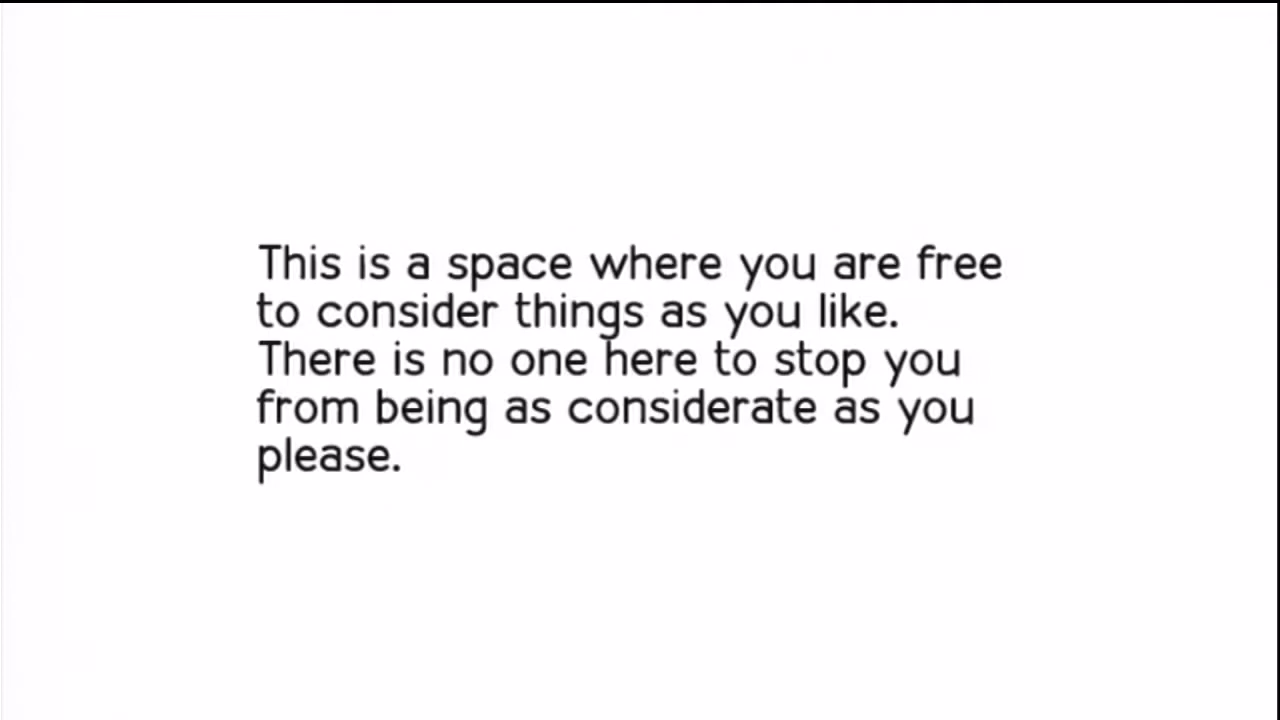 This is a space where you are free
to consider things as you like.
There is no one here to stop you
from being as considerate as you
please.